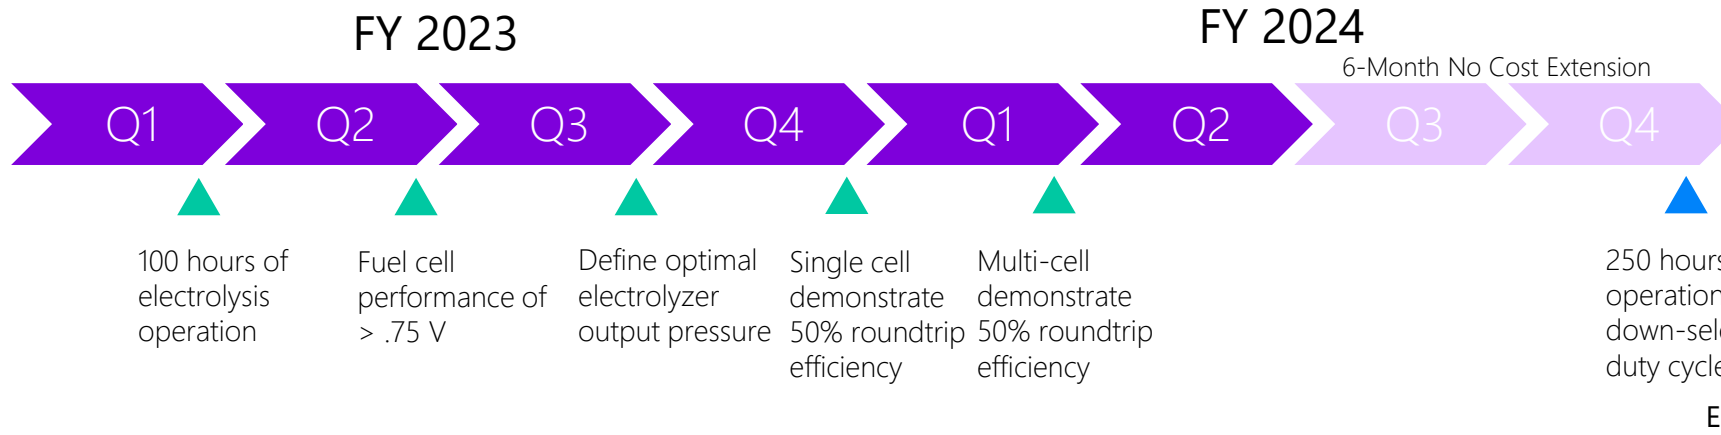 FY 2023
FY 2024
6-Month No Cost Extension
Q1
Q2
Q3
Q4
Q1
Q2
Q3
Q4
100 hours of
electrolysis
operation
Fuel cell
performance of
> .75 V
Define optimal
electrolyzer
output pressure
Single cell
demonstrate
50% roundtrip
efficiency
Multi-cell
demonstrate
50% roundtrip
efficiency
250 hours
operation
duty cycle